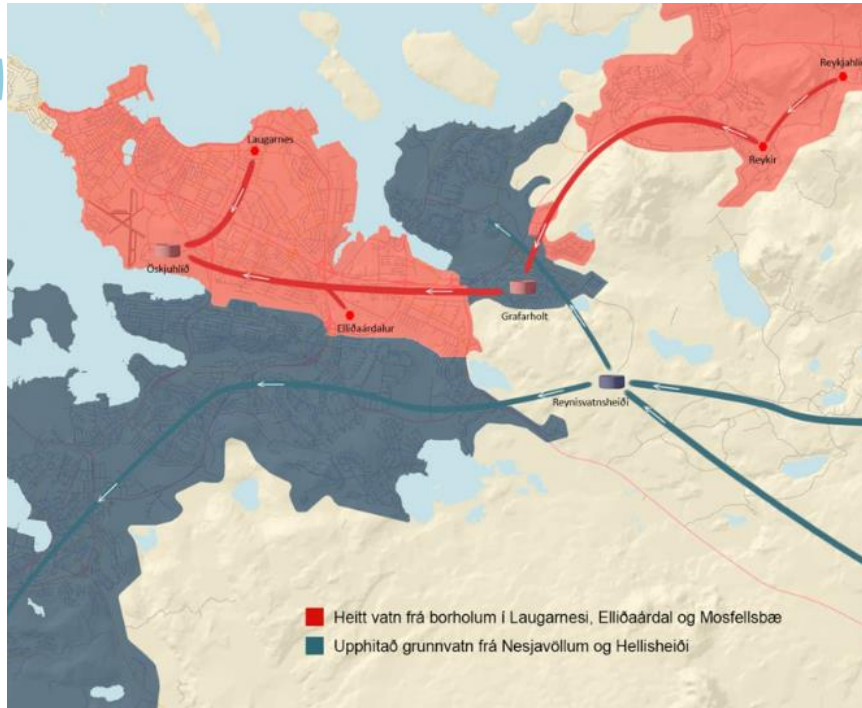 Reykjahlíð
Laugarnes
Reykir
Öskjuhlíð
Grafarholt
Elliðaárdalur
Reynisvatnsheiði
Heitt vatn frá borholum í Laugarnesi, Elliðaárdal og Mosfellsbæ
Upphitað grunnvatn frá Nesjavöllum og Hellisheiði